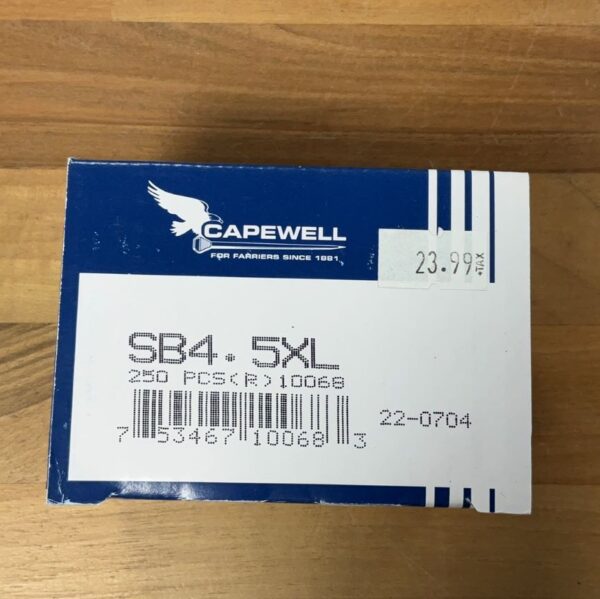 CAPEWELL
FOR FARRIERS SINCE 1881
23.99
+TAX
SB4.5XL
250 PCS(R)10068
22-0704
7 53467 10068 3